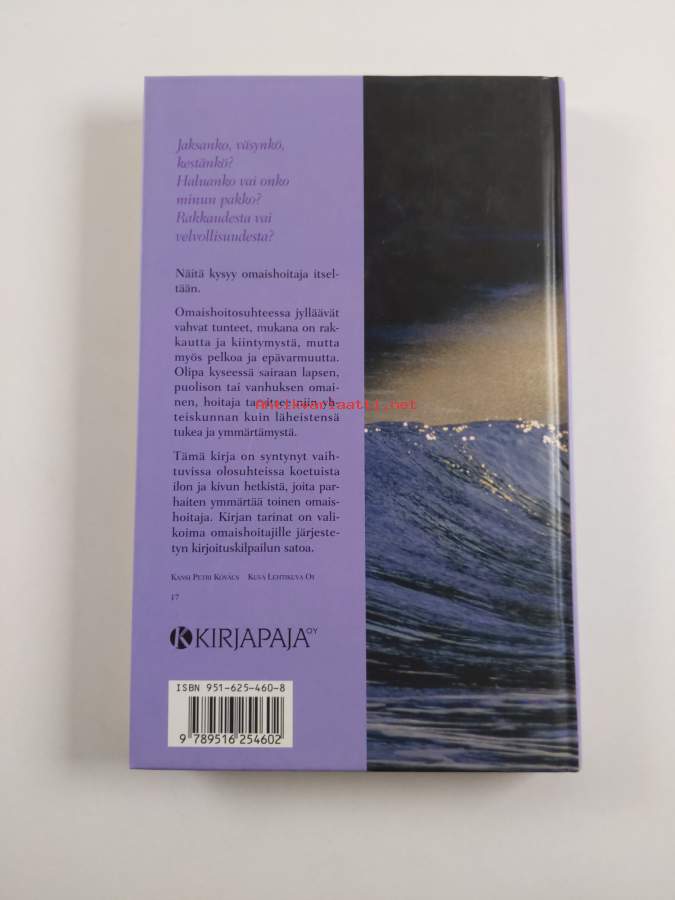 Jaksanko, väsynkö,
kestänkö?
Haluanko vai onko
minun pakko?
Rakkaudesta vai
velvollisuudesta?
Näitä kysyy omaishoitaja itsel-
tään.
Omaishoitosuhteessa jylläävät
vahvat tunteet, mukana on rak-
kautta ja kiintymystä, mutta
myös pelkoa ja epävarmuutta.
Olipa kyseessä sairaan lapsen,
puolison tai vanhuksen omai-
nen, hoitaja tarvitsee niin yh-
teiskunnan kuin läheistensä
tukea ja ymmärtämystä.
Antikvariaatti.net
Tämä kirja on syntynyt vaih-
tuvissa olosuhteissa koetuista
ilon ja kivun hetkistä, joita par-
haiten ymmärtää toinen omais-
hoitaja. Kirjan tarinat on vali-
koima omaishoitajille järjeste-
tyn kirjoituskilpailun satoa.
Kansi Petri Kovács Kuva Lehtikuva Oy
17
KIRJAPAJA OY
ISBN 951-625-460-8
9 789516 254602